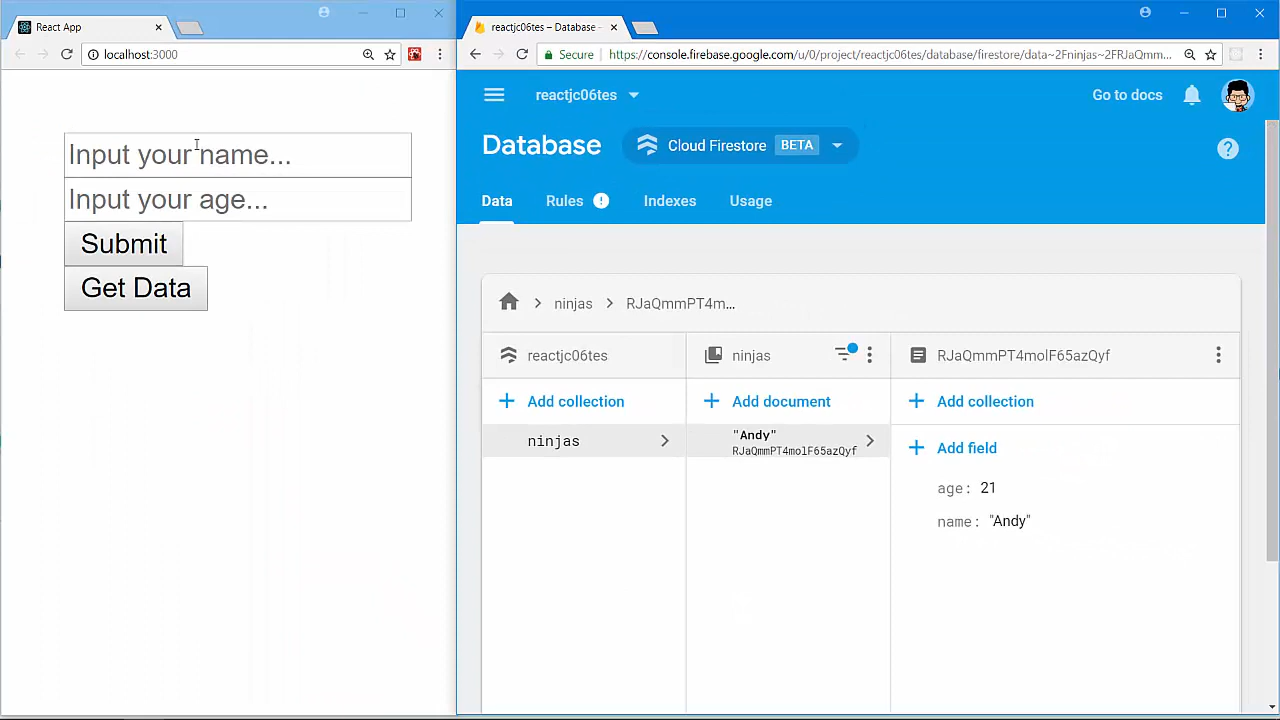 React App
localhost:3000
Input your name...
Input your age...
Submit
Get Data
reactjc06tes – Database –
Secure
https://console.firebase.google.com/u/0/project/reactjc06tes/database/firestore/data~2Fninjas~2FRJaQmm...
reactjc06tes
Go to docs
Database
Cloud Firestore BETA
Data Rules Indexes Usage
ninjas RJaQmmPT4m...
reactjc06tes
ninjas
RJaQmmPT4molF65azQyf
Add collection
Add document
Add collection
ninjas
"Andy"
RJaQmmPT4molF65azQyf
Add field
age: 21
name: "Andy"